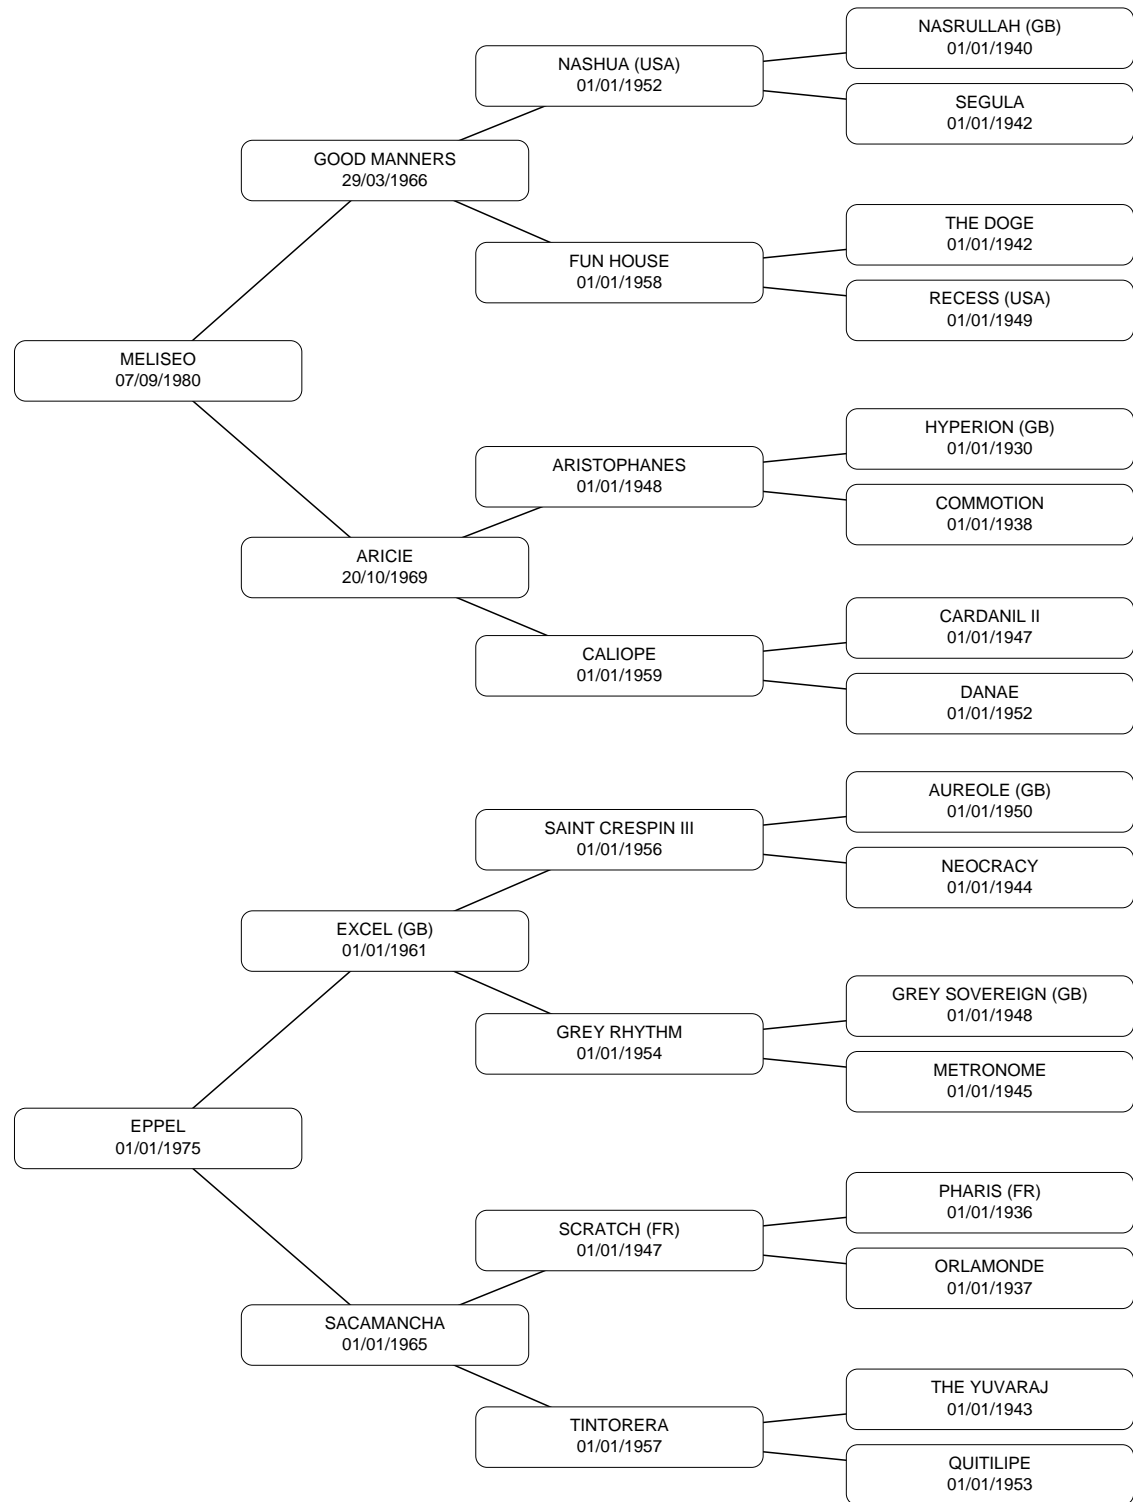 NASRULLAH (GB)
01/01/1940
NASHUA (USA)
01/01/1952
SEGULA
01/01/1942
GOOD MANNERS
29/03/1966
THE DOGE
01/01/1942
FUN HOUSE
01/01/1958
RECESS (USA)
01/01/1949
MELISEO
07/09/1980
HYPERION (GB)
01/01/1930
ARISTOPHANES
01/01/1948
COMMOTION
01/01/1938
ARICIE
20/10/1969
CARDANIL II
01/01/1947
CALIOPE
01/01/1959
DANAE
01/01/1952
AUREOLE (GB)
01/01/1950
SAINT CRESPIN III
01/01/1956
NEOCRACY
01/01/1944
EXCEL (GB)
01/01/1961
GREY SOVEREIGN (GB)
01/01/1948
GREY RHYTHM
01/01/1954
METRONOME
01/01/1945
EPPEL
01/01/1975
PHARIS (FR)
01/01/1936
SCRATCH (FR)
01/01/1947
ORLAMONDE
01/01/1937
SACAMANCHA
01/01/1965
THE YUVARAJ
01/01/1943
TINTORERA
01/01/1957
QUITILIPE
01/01/1953